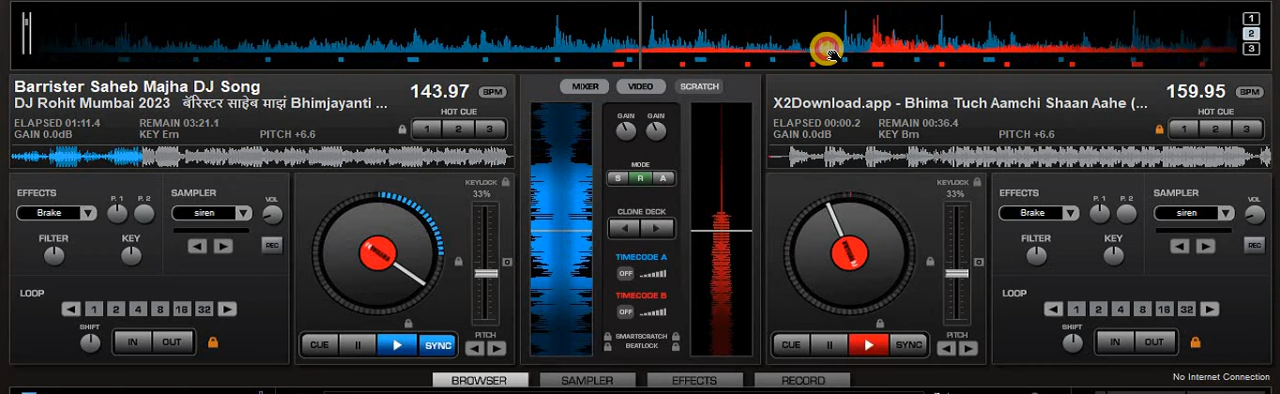 1
2
3
Barrister Saheb Majha DJ Song
143.97 BPM
DJ Rohit Mumbai 2023 बॅरिस्टर साहेब माझं Bhimjayanti ...
HOT CUE
ELAPSED 01:11.4 REMAIN 03:21.1
GAIN 0.0dB KEY Em PITCH +6.6
1 2 3
MIXER VIDEO SCRATCH
GAIN GAIN
MODE
S R A
CLONE DECK
TIMECODE A
OFF
TIMECODE B
OFF
SMARTSCRATCH
BEATLOCK
159.95 BPM
X2Download.app - Bhima Tuch Aamchi Shaan Aahe (...
HOT CUE
ELAPSED 00:00.2 REMAIN 00:36.4
GAIN 0.0dB KEY Bm PITCH +6.6
1 2 3
EFFECTS P. 1 P. 2
Brake
FILTER KEY
SAMPLER
VOL
siren
REC
LOOP
1 2 4 8 16 32
SHIFT
IN OUT
KEYLOCK
33%
PITCH
CUE SYNC
KEYLOCK
33%
PITCH
CUE SYNC
EFFECTS P. 1 P. 2
Brake
FILTER KEY
SAMPLER
VOL
siren
REC
LOOP
1 2 4 8 16 32
SHIFT
IN OUT
BROWSER SAMPLER EFFECTS RECORD
No Internet Connection